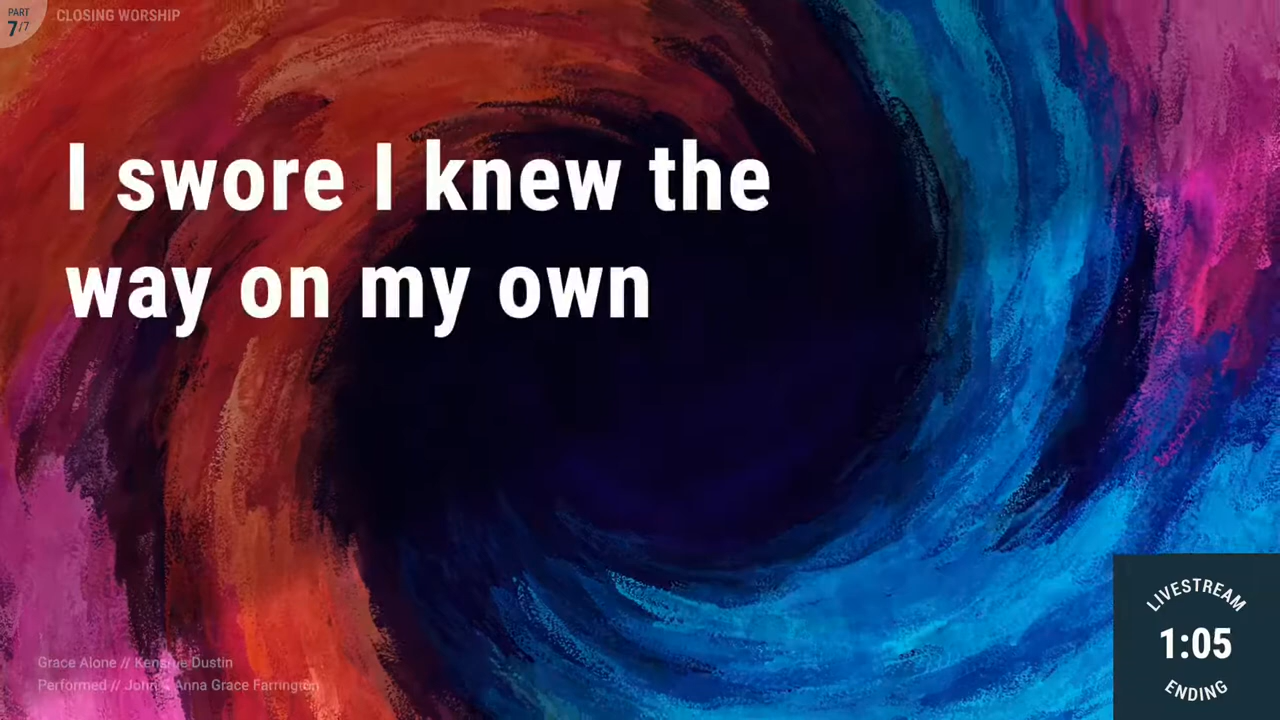 PART
7/7
CLOSING WORSHIP
I swore I knew the
way on my own
Grace Alone // Dustin
Performed // John & Anna Grace Farrington
LIVESTREAM
1:05
ENDING